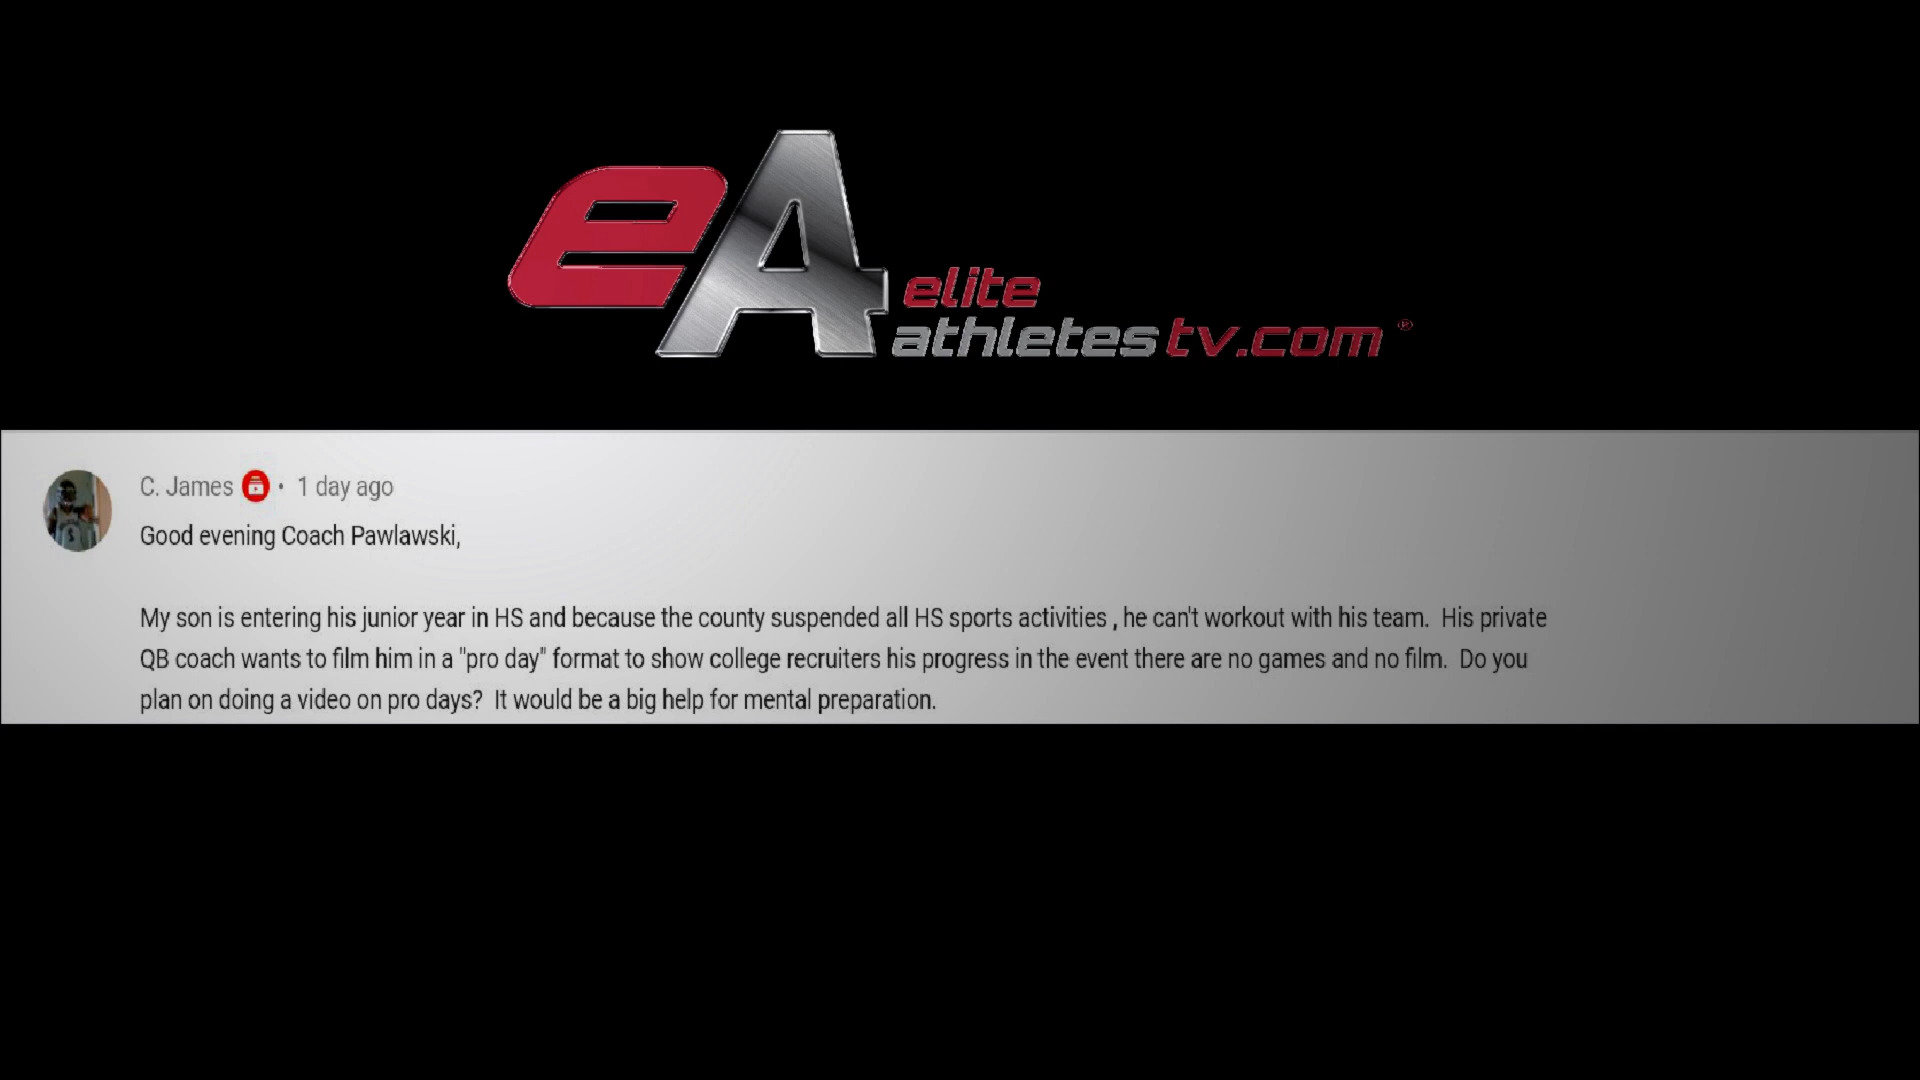 eA
elite
athletestv.com ®
C. James • 1 day ago
Good evening Coach Pawlawski,
My son is entering his junior year in HS and because the county suspended all HS sports activities , he can't workout with his team. His private
QB coach wants to film him in a "pro day" format to show college recruiters his progress in the event there are no games and no film. Do you
plan on doing a video on pro days? It would be a big help for mental preparation.